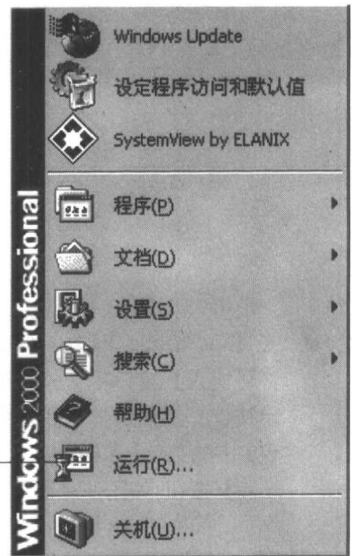 Windows Update
设定程序访问和默认值
SystemView by ELANIX
程序(P)
文档(D)
设置(S)
搜索(C)
帮助(H)
运行(R)...
关机(U)...
Windows 2000 Professional